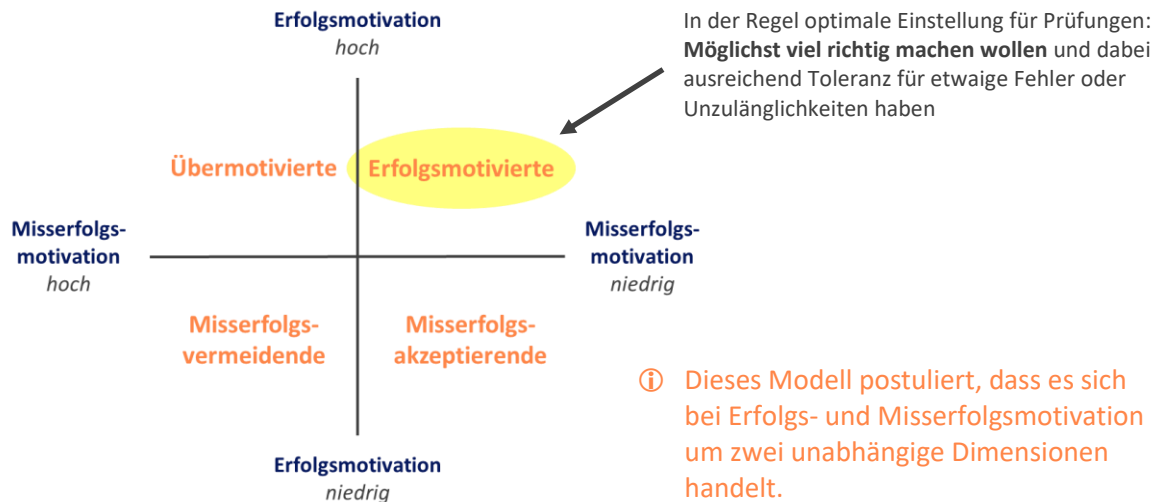 Erfolgsmotivation
hoch
In der Regel optimale Einstellung für Prüfungen:
Möglichst viel richtig machen wollen und dabei
ausreichend Toleranz für etwaige Fehler oder
Unzulänglichkeiten haben
Übermotivierte
Erfolgsmotivierte
Misserfolgs-
motivation
hoch
Misserfolgs-
motivation
niedrig
Misserfolgs-
vermeidende
Misserfolgs-
akzeptierende
Erfolgsmotivation
niedrig
ⓘ Dieses Modell postuliert, dass es sich
bei Erfolgs- und Misserfolgsmotivation
um zwei unabhängige Dimensionen
handelt.